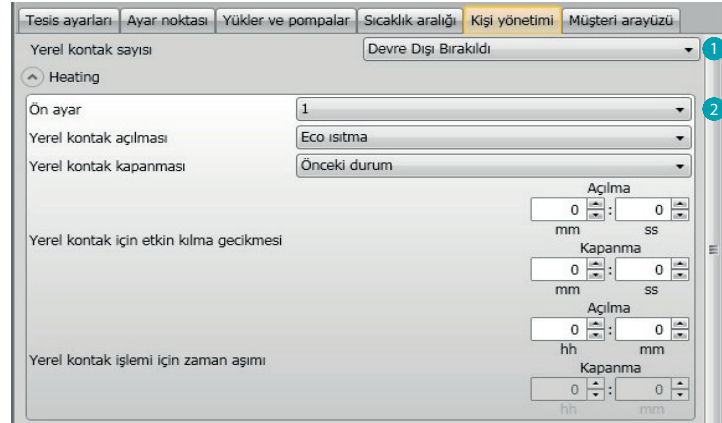 Tesis ayarları Ayar noktası Yükler ve pompalar Sıcaklık aralığı Kişi yönetimi Müşteri arayüzü
Yerel kontak sayısı Devre Dışı Bırakıldı 1
Heating
Ön ayar 1 2
Yerel kontak açılması Eco ısıtma
Yerel kontak kapanması Önceki durum
Açılma
0 : 0
mm ss
Yerel kontak için etkin kılma gecikmesi
Kapanma
0 : 0
mm ss
Açılma
0 : 0
hh mm
Yerel kontak işlemi için zaman aşımı
Kapanma
0 : 0
hh mm